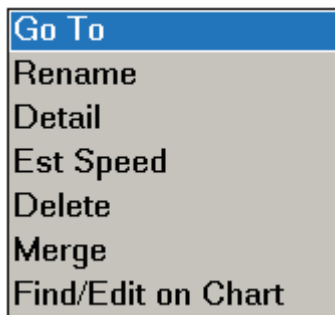 Go To
Rename
Detail
Est Speed
Delete
Merge
Find/Edit on Chart